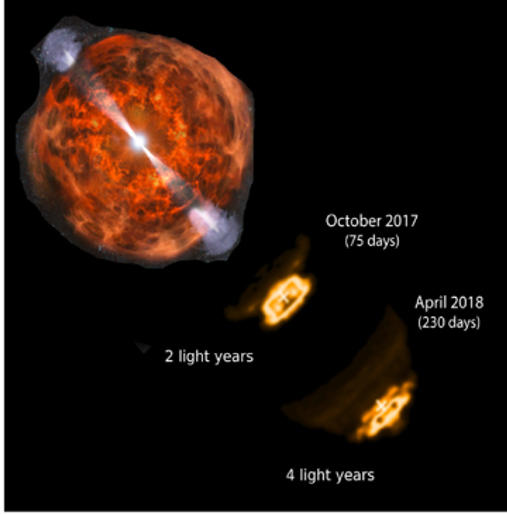 October 2017
(75 days)
April 2018
(230 days)
2 light years
4 light years